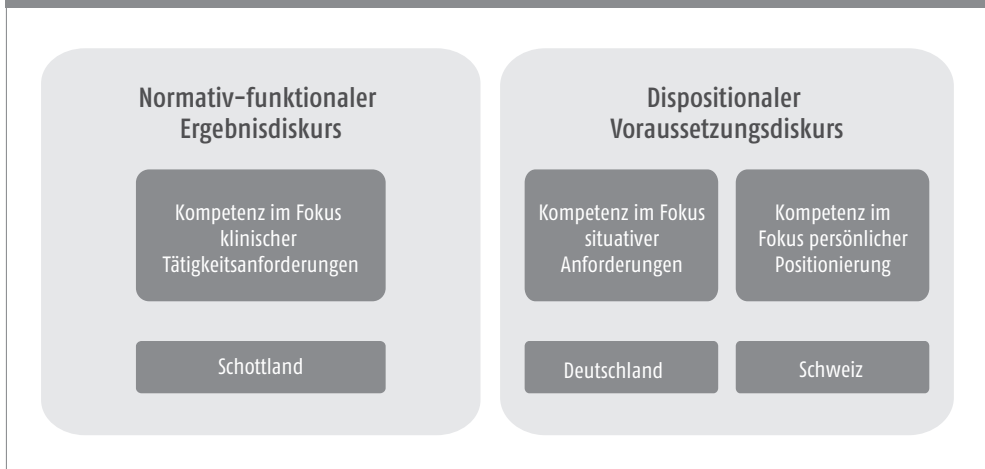 Normativ-funktionaler
Ergebnisdiskurs
Kompetenz im Fokus
klinischer
Tätigkeitsanforderungen
Schottland
Dispositionaler
Voraussetzungsdiskurs
Kompetenz im Fokus
situativer
Anforderungen
Kompetenz im
Fokus persönlicher
Positionierung
Deutschland
Schweiz